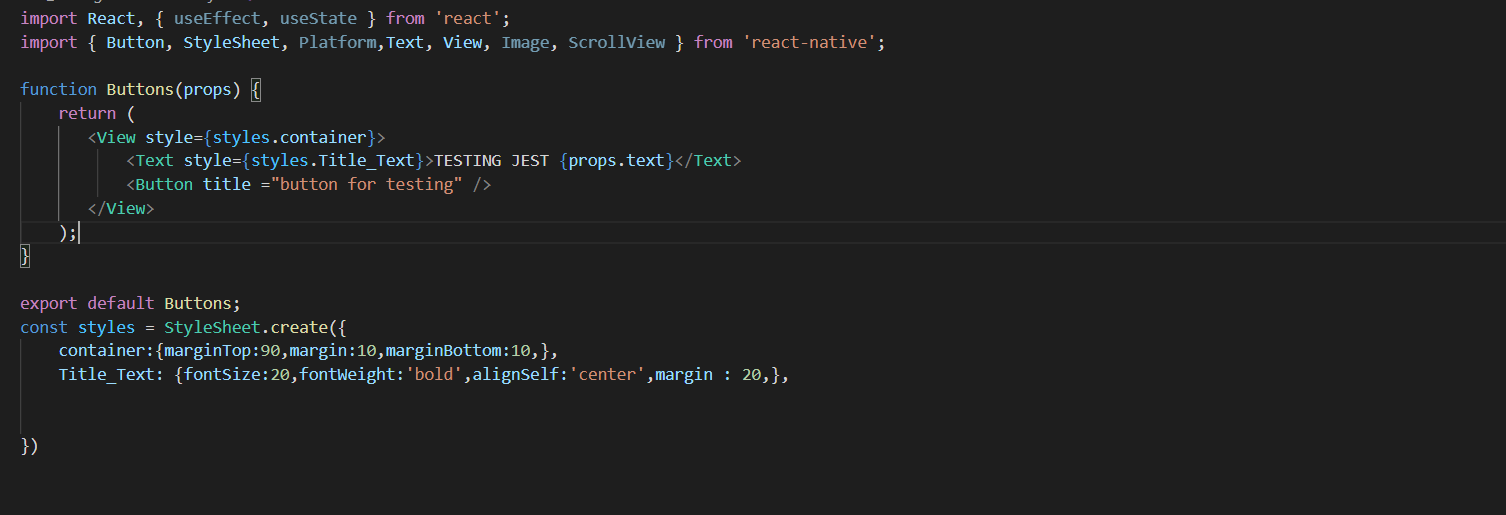 import React, { useEffect, useState } from 'react';
import { Button, StyleSheet, Platform,Text, View, Image, ScrollView } from 'react-native';
function Buttons(props) {
return (
<View style={styles.container}>
<Text style={styles.Title_Text}>TESTING JEST {props.text}</Text>
<Button title ="button for testing" />
</View>
);
}
export default Buttons;
const styles = StyleSheet.create({
container:{marginTop:90,margin:10,marginBottom:10,},
Title_Text: {fontSize:20,fontWeight:'bold',alignSelf:'center',margin : 20,},
})